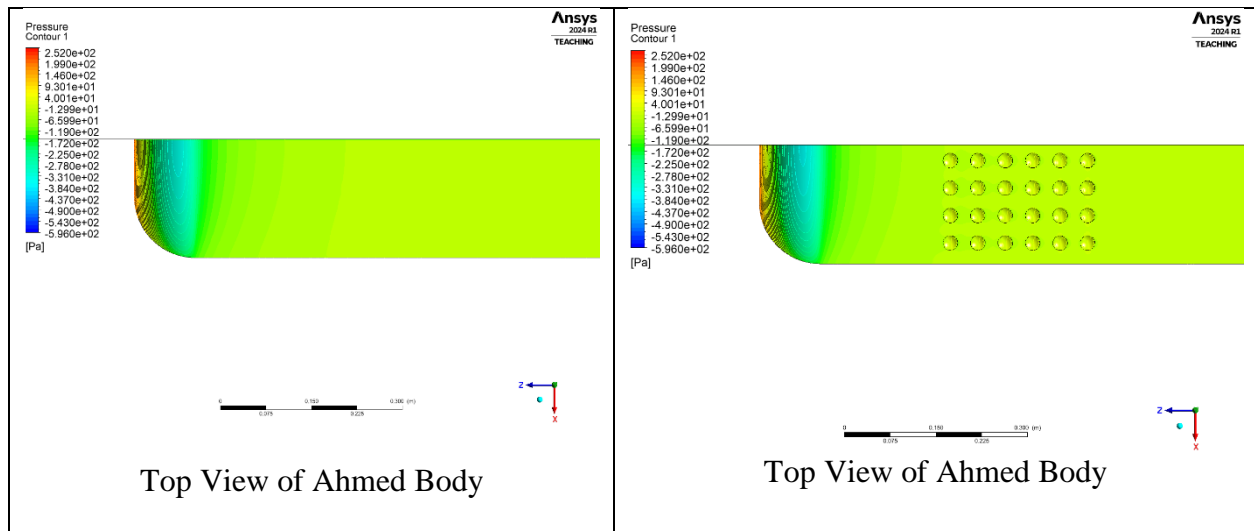 Pressure
Contour 1
2.520e+02
1.990e+02
1.460e+02
9.301e+01
4.001e+01
-1.299e+01
-6.599e+01
-1.190e+02
-1.720e+02
-2.250e+02
-2.780e+02
-3.310e+02
-3.840e+02
-4.370e+02
-4.900e+02
-5.430e+02
-5.960e+02
[Pa]
Ansys
2024 R1
TEACHING
0
0.150
0.300 (m)
0.075
0.225
Z
X
Top View of Ahmed Body
Pressure
Contour 1
2.520e+02
1.990e+02
1.460e+02
9.301e+01
4.001e+01
-1.299e+01
-6.599e+01
-1.190e+02
-1.720e+02
-2.250e+02
-2.780e+02
-3.310e+02
-3.840e+02
-4.370e+02
-4.900e+02
-5.430e+02
-5.960e+02
[Pa]
Ansys
2024 R1
TEACHING
0
0.150
0.300 (m)
0.075
0.225
Z
X
Top View of Ahmed Body